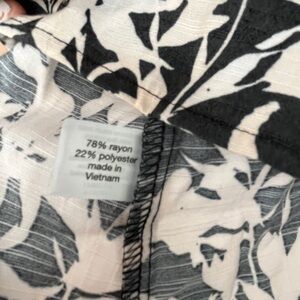 78% rayon
22% polyester
made in
Vietnam